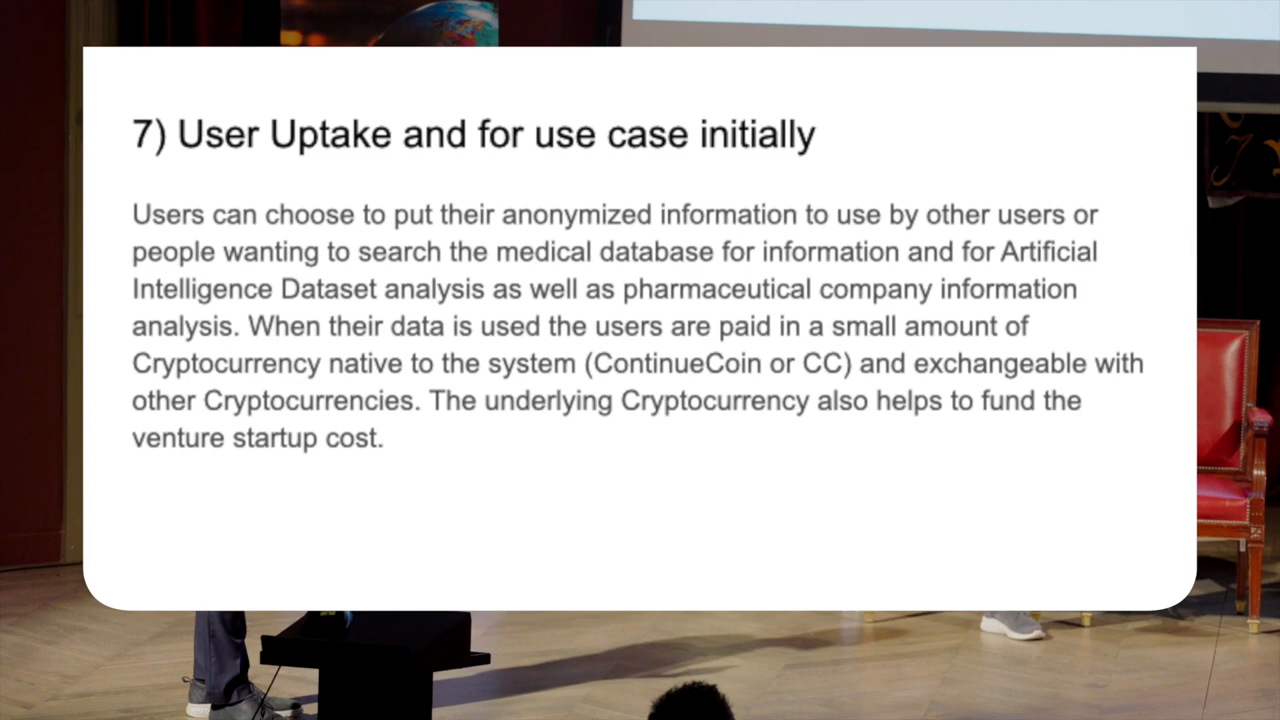 7) User Uptake and for use case initially
Users can choose to put their anonymized information to use by other users or
people wanting to search the medical database for information and for Artificial
Intelligence Dataset analysis as well as pharmaceutical company information
analysis. When their data is used the users are paid in a small amount of
Cryptocurrency native to the system (ContinueCoin or CC) and exchangeable with
other Cryptocurrencies. The underlying Cryptocurrency also helps to fund the
venture startup cost.